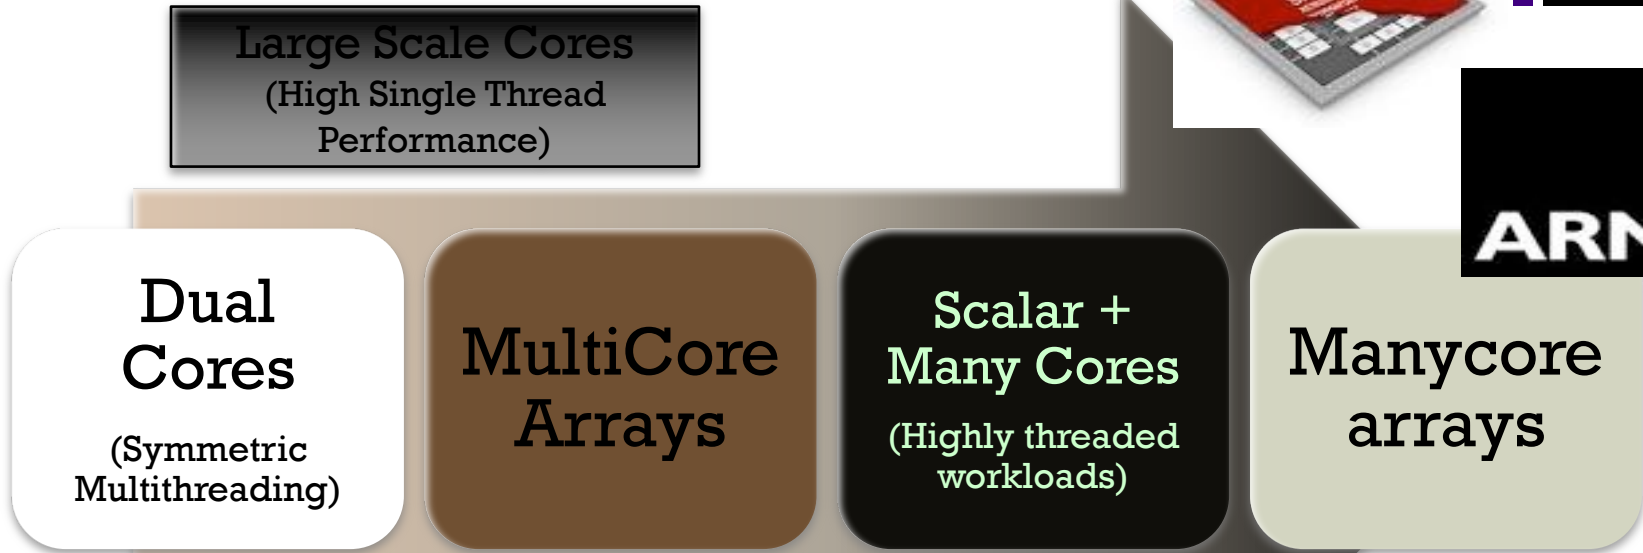 Large Scale Cores
(High Single Thread
Performance)
Dual
Cores
(Symmetric
Multithreading)
MultiCore
Arrays
Scalar +
Many Cores
(Highly threaded
workloads)
Manycore
arrays